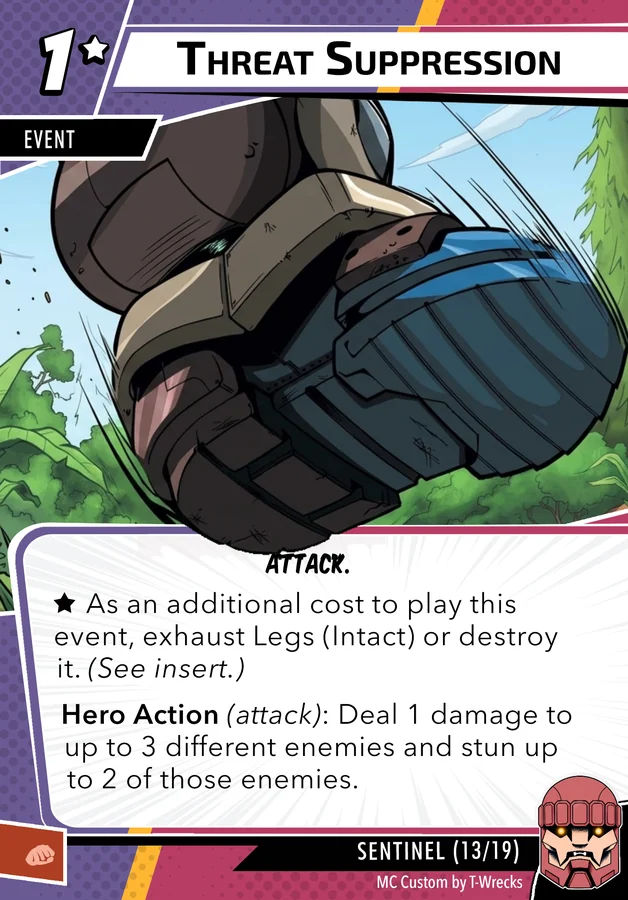 1★ THREAT SUPPRESSION
EVENT
ATTACK.
★ As an additional cost to play this
event, exhaust Legs (Intact) or destroy
it. (See insert.)
Hero Action (attack): Deal 1 damage to
up to 3 different enemies and stun up
to 2 of those enemies.
SENTINEL (13/19)
MC Custom by T-Wrecks